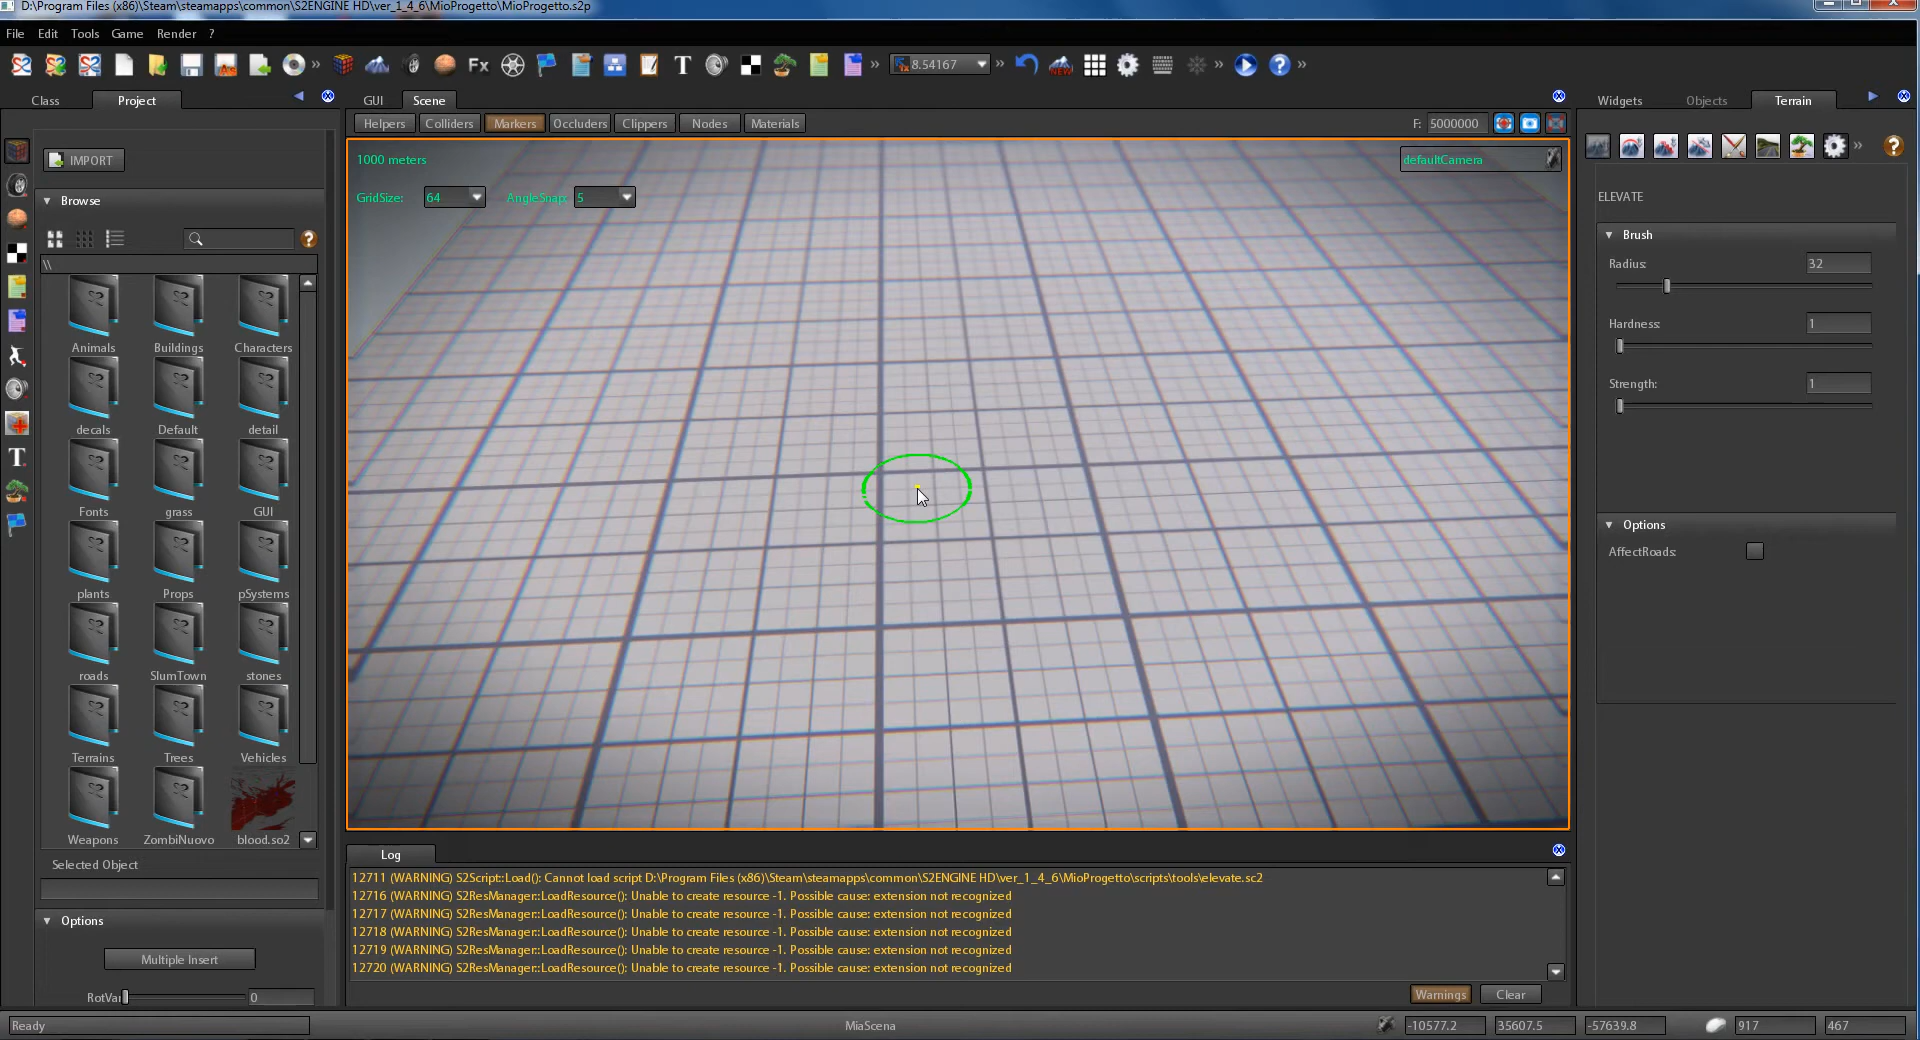 D:\Program Files (x86)\Steam\steamapps\common\S2ENGINE HD\ver_1_4_6\MioProgetto\MioProgetto.s2p
File Edit Tools Game Render ?
Fx T 8.54167
Class Project
GUI Scene
Widgets Objects Terrain
Helpers Colliders Markers Occluders Clippers Nodes Materials F: 5000000
IMPORT
1000 meters
defaultCamera
GridSize: 64 AngleSnap: 5
Browse
\\
Animals Buildings Characters
decals Default detail
Fonts grass GUI
plants Props pSystems
roads SlumTown stones
Terrains Trees Vehicles
Weapons ZombiNuovo blood.so2
Selected Object
Options
Multiple Insert
RotVar 0
ELEVATE
Brush
Radius: 32
Hardness: 1
Strength: 1
Options
AffectRoads:
Log
12711 (WARNING) S2Script::Load(): Cannot load script D:\Program Files (x86)\Steam\steamapps\common\S2ENGINE HD\ver_1_4_6\MioProgetto\scripts\tools\elevate.sc2
12716 (WARNING) S2ResManager::LoadResource(): Unable to create resource -1. Possible cause: extension not recognized
12717 (WARNING) S2ResManager::LoadResource(): Unable to create resource -1. Possible cause: extension not recognized
12718 (WARNING) S2ResManager::LoadResource(): Unable to create resource -1. Possible cause: extension not recognized
12719 (WARNING) S2ResManager::LoadResource(): Unable to create resource -1. Possible cause: extension not recognized
12720 (WARNING) S2ResManager::LoadResource(): Unable to create resource -1. Possible cause: extension not recognized
Warnings Clear
Ready MiaScena -10577.2 35607.5 -57639.8 917 467